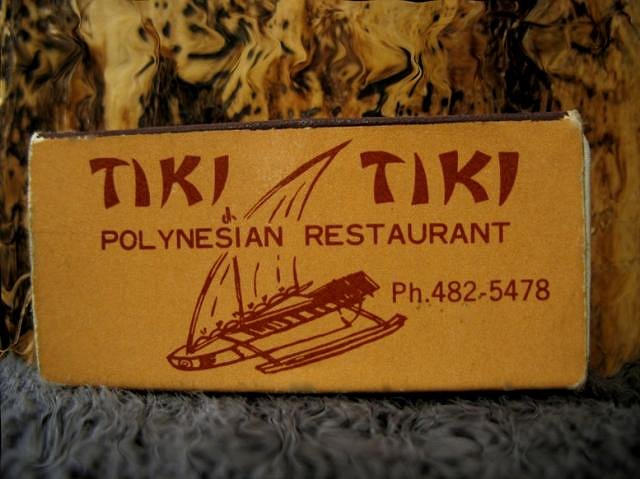 TIKI TIKI
POLYNESIAN RESTAURANT
Ph.482-5478